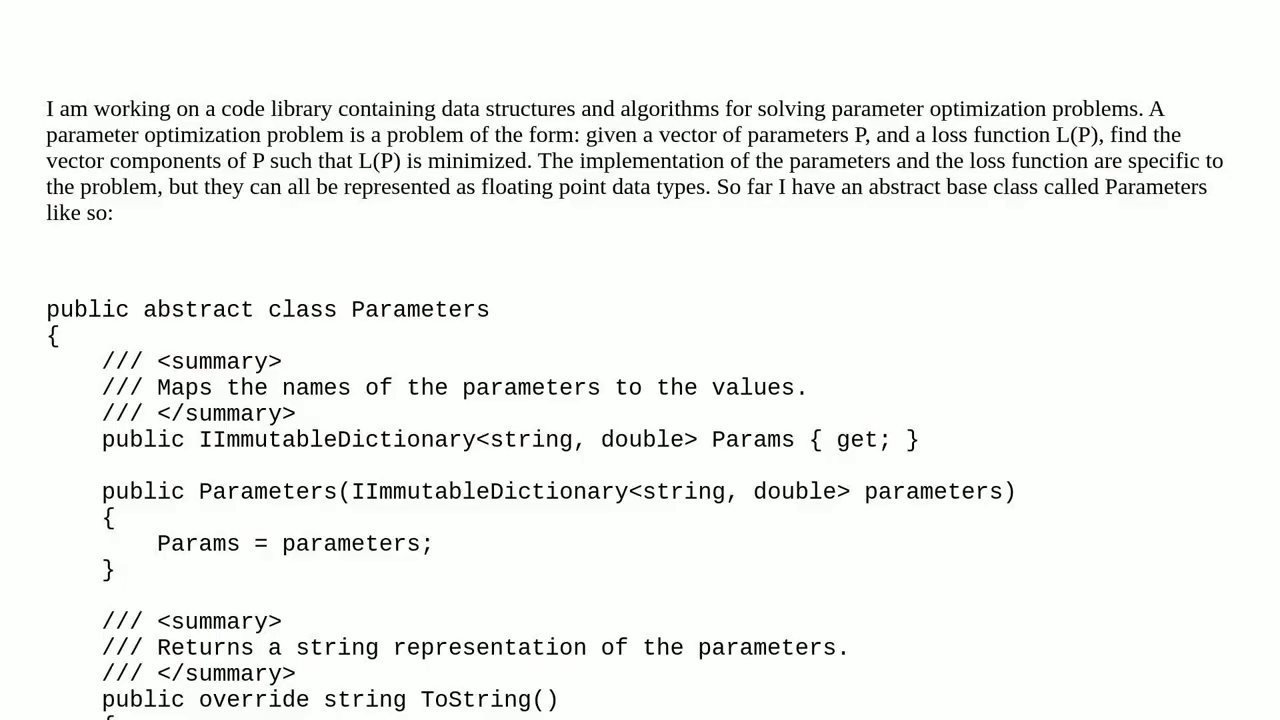 I am working on a code library containing data structures and algorithms for solving parameter optimization problems. A
parameter optimization problem is a problem of the form: given a vector of parameters P, and a loss function L(P), find the
vector components of P such that L(P) is minimized. The implementation of the parameters and the loss function are specific to
the problem, but they can all be represented as floating point data types. So far I have an abstract base class called Parameters
like so:
public abstract class Parameters
{
    /// <summary>
    /// Maps the names of the parameters to the values.
    /// </summary>
    public IImmutableDictionary<string, double> Params { get; }
    public Parameters(IImmutableDictionary<string, double> parameters)
    {
        Params = parameters;
    }
    /// <summary>
    /// Returns a string representation of the parameters.
    /// </summary>
    public override string ToString()